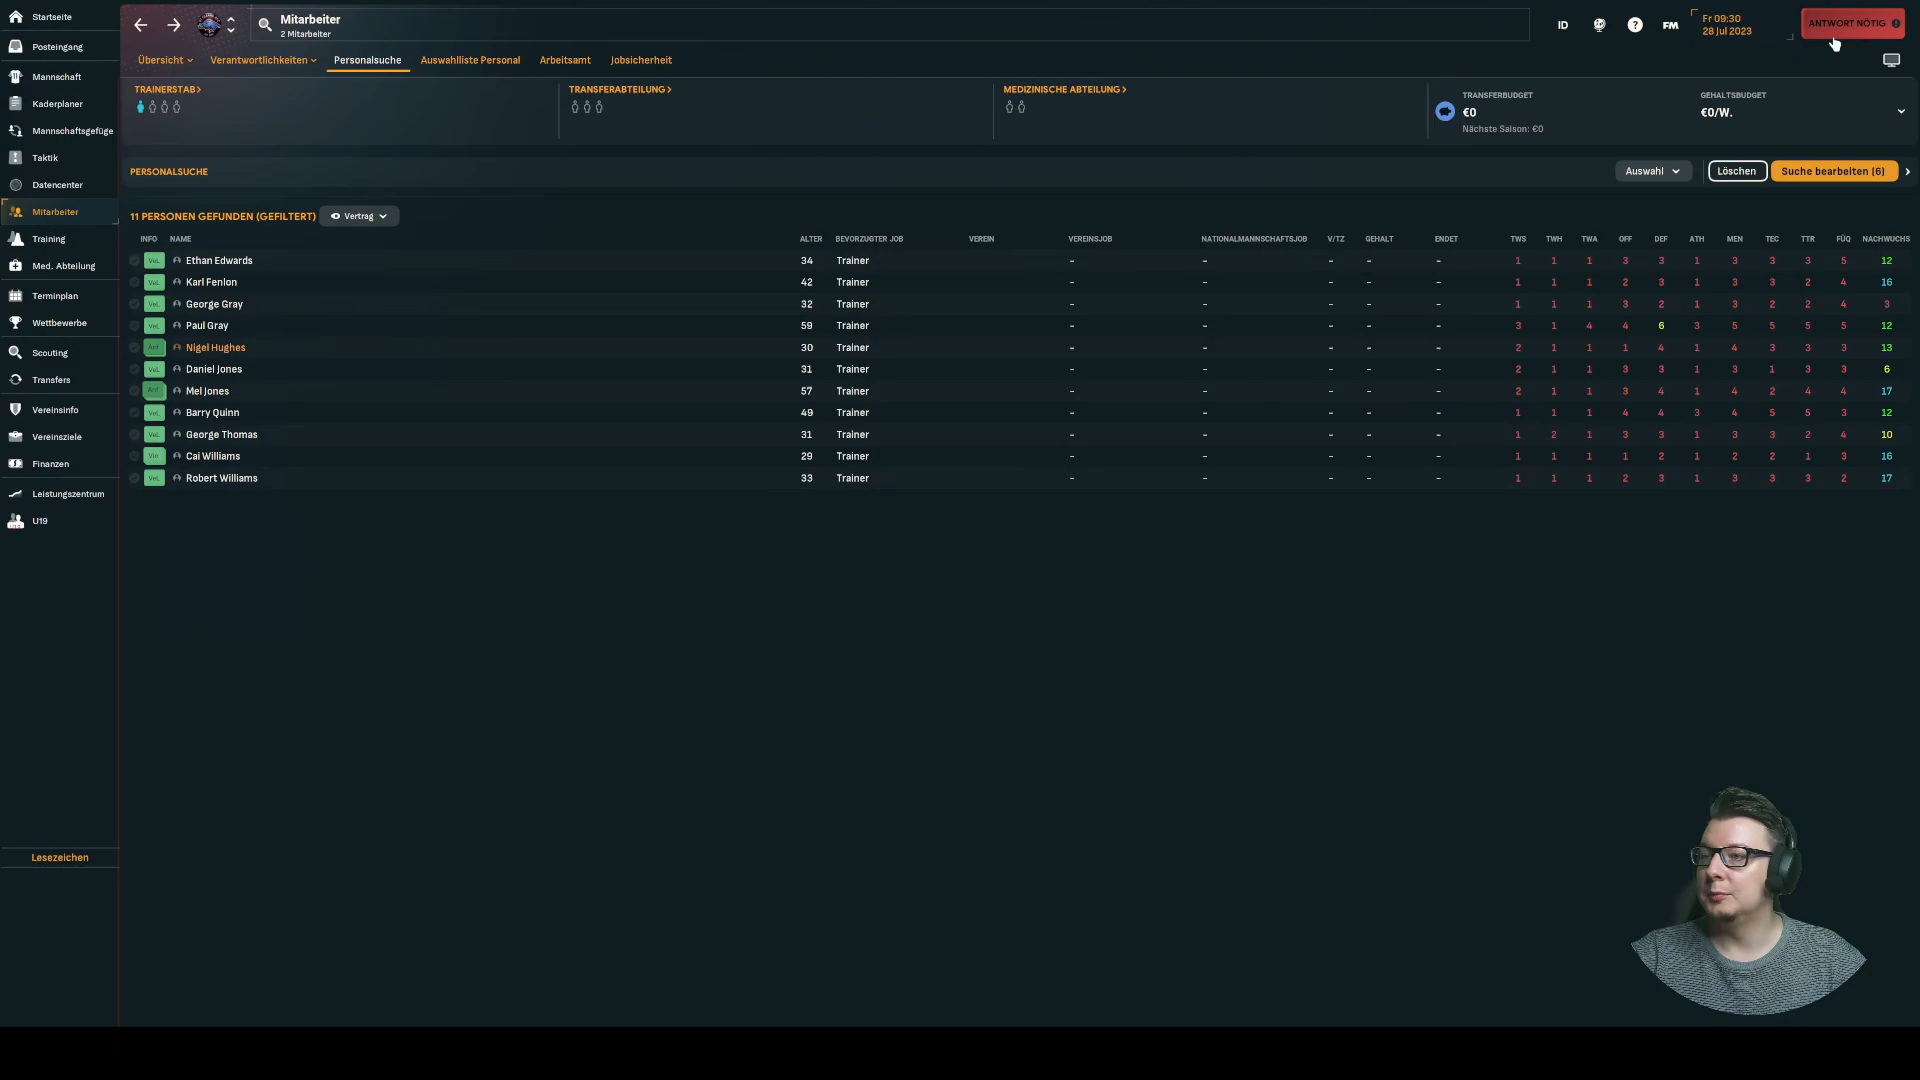 Startseite
Posteingang
Mannschaft
Kaderplaner
Mannschaftsgefüge
Taktik
Datencenter
Mitarbeiter
Training
Med. Abteilung
Terminplan
Wettbewerbe
Scouting
Transfers
Vereinsinfo
Vereinsziele
Finanzen
Leistungszentrum
U19
Lesezeichen
Mitarbeiter
2 Mitarbeiter
ID
?
FM
Fr 09:30
28 Jul 2023
ANTWORT NÖTIG
Übersicht Verantwortlichkeiten Personalsuche Auswahlliste Personal Arbeitsamt Jobsicherheit
TRAINERSTAB>
TRANSFERABTEILUNG>
MEDIZINISCHE ABTEILUNG>
TRANSFERBUDGET
€0
Nächste Saison: €0
GEHALTSBUDGET
€0/W.
PERSONALSUCHE
Auswahl Löschen Suche bearbeiten (6)
11 PERSONEN GEFUNDEN (GEFILTERT) Vertrag
INFO NAME ALTER BEVORZUGTER JOB VEREIN VEREINSJOB NATIONALMANNSCHAFTSJOB V/TZ GEHALT ENDET TWS TWH TWA OFF DEF ATH MEN TEC TTR FÜQ NACHWUCHS
VeL Ethan Edwards 34 Trainer - - - - - 1 1 1 3 3 1 3 3 3 5 12
VeL Karl Fenlon 42 Trainer - - - - - 1 1 1 2 3 1 3 3 2 4 16
VeL George Gray 32 Trainer - - - - - 1 1 1 3 2 1 3 2 2 4 3
VeL Paul Gray 59 Trainer - - - - - 3 1 4 4 6 3 5 5 5 5 12
Anf Nigel Hughes 30 Trainer - - - - - 2 1 1 1 4 1 4 3 3 3 13
VeL Daniel Jones 31 Trainer - - - - - 2 1 1 3 3 1 3 1 3 3 6
Anf Mel Jones 57 Trainer - - - - - 2 1 1 3 4 1 4 2 4 4 17
VeL Barry Quinn 49 Trainer - - - - - 1 1 1 4 4 3 4 5 5 3 12
VeL George Thomas 31 Trainer - - - - - 1 2 1 3 3 1 3 3 2 4 10
Cai Williams 29 Trainer - - - - - 1 1 1 1 2 1 2 2 1 3 16
VeL Robert Williams 33 Trainer - - - - - 1 1 1 2 3 1 3 3 3 2 17